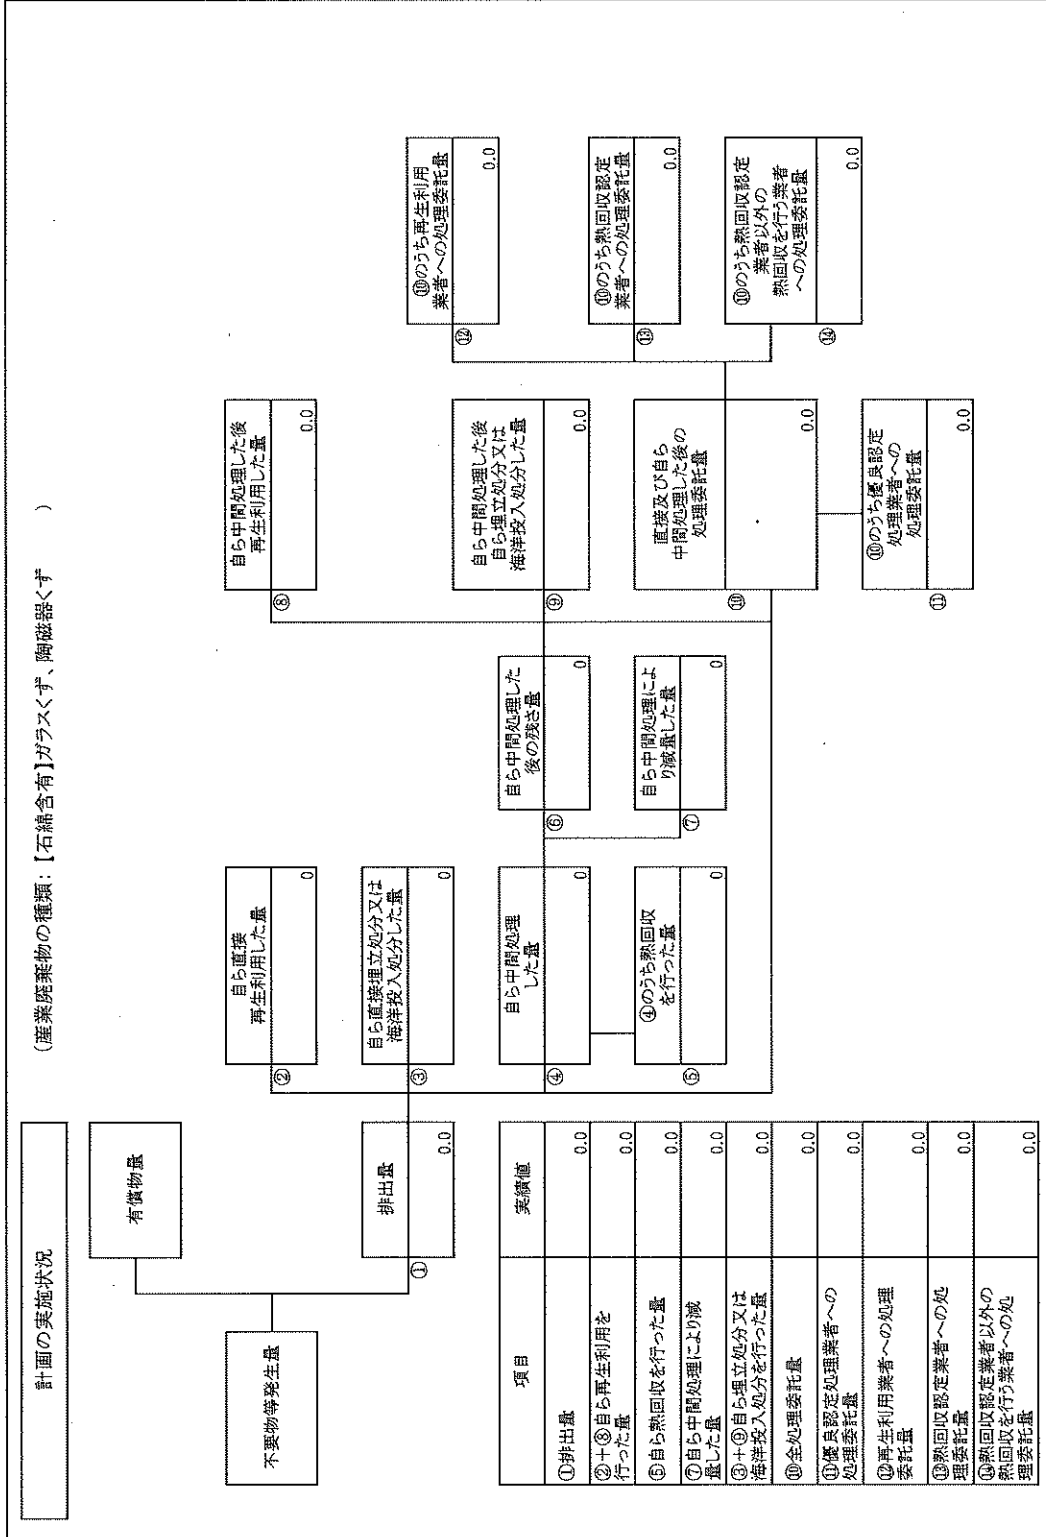 計画の実施状況
(産業廃棄物の種類:【石綿含有】ガラスくず、陶磁器くず )
不要物等発生量
有償物量
①
排出量
0.0
②
自ら直接
再生利用した量
0
③
自ら直接埋立処分又は
海洋投入処分した量
0
④
自ら中間処理
した量
0
⑤
④のうち熱回収
を行った量
0
⑥
自ら中間処理した
後の残さ量
0
⑦
自ら中間処理によ
り減量した量
0
⑧
自ら中間処理した後
再生利用した量
0.0
⑨
自ら中間処理した後
自ら埋立処分又は
海洋投入処分した量
0.0
⑩
直接及び自ら
中間処理した後の
処理委託量
0.0
⑪
⑩のうち優良認定
処理業者への
処理委託量
0.0
⑫
⑩のうち再生利用
業者への処理委託量
0.0
⑬
⑩のうち熱回収認定
業者への処理委託量
0.0
⑭
⑩のうち熱回収認定
業者以外の
熱回収を行う業者
への処理委託量
0.0
項目 実績値
①排出量 0.0
②+⑧自ら再生利用を
行った量 0.0
⑤自ら熱回収を行った量 0.0
⑦自ら中間処理により減
量した量 0.0
③+⑨自ら埋立処分又は
海洋投入処分を行った量 0.0
⑩全処理委託量 0.0
⑪優良認定処理業者への
処理委託量 0.0
⑫再生利用業者への処理
委託量 0.0
⑬熱回収認定業者への処
理委託量 0.0
⑭熱回収認定業者以外の
熱回収を行う業者への処
理委託量 0.0